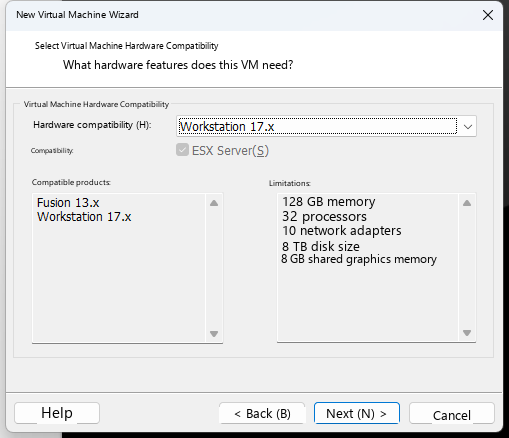 New Virtual Machine Wizard
Select Virtual Machine Hardware Compatibility
What hardware features does this VM need?
Virtual Machine Hardware Compatibility
Hardware compatibility (H):
Workstation 17.x
Compatibility:
ESX Server(S)
Compatible products:
Fusion 13.x
Workstation 17.x
Limitations:
128 GB memory
32 processors
10 network adapters
8 TB disk size
8 GB shared graphics memory
Help
< Back (B)
Next (N) >
Cancel